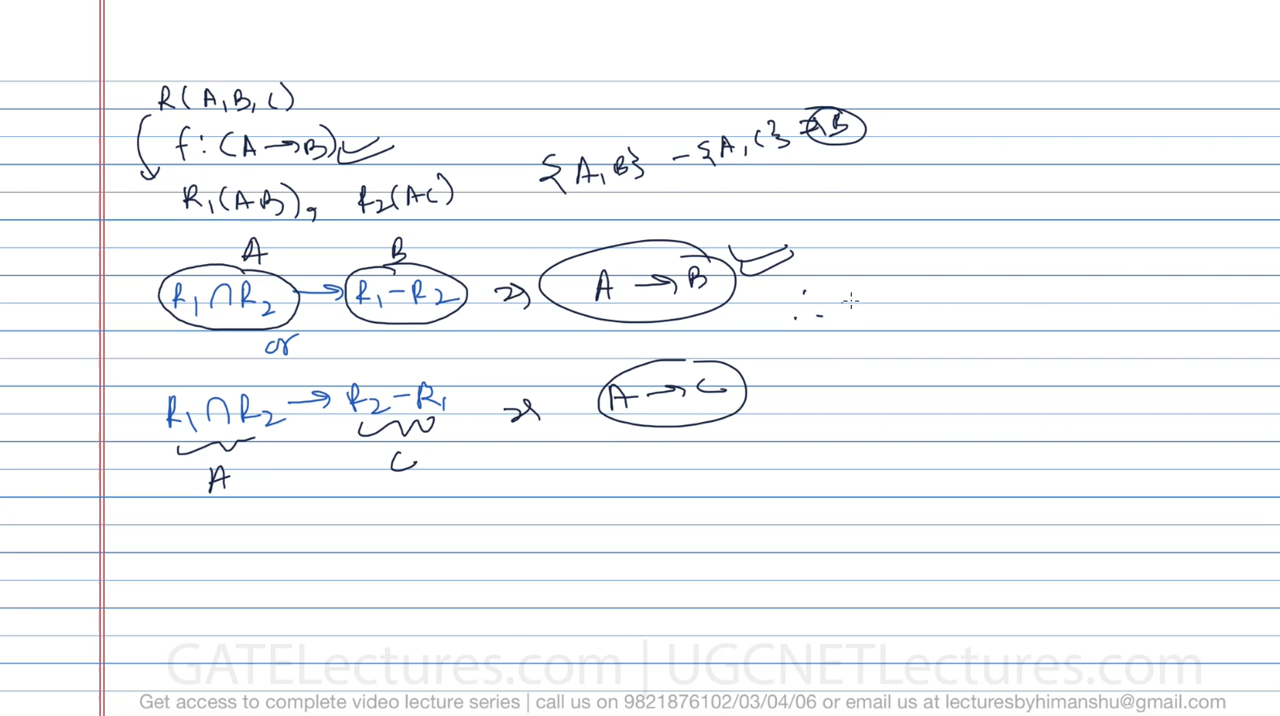 R(A,B,C)
f: (A→B)
R₁(AB), R₂(AC)
{A,B} - {A,C} = B
A B
R₁∩R₂ → R₁-R₂ ⇒ A → B
∴
or
R₁∩R₂ → R₂-R₁ ⇒ A → C
A C
GATELectures.com | UGCNETLectures.com
Get access to complete video lecture series | call us on 9821876102/03/04/06 or email us at lecturesbyhimanshu@gmail.com